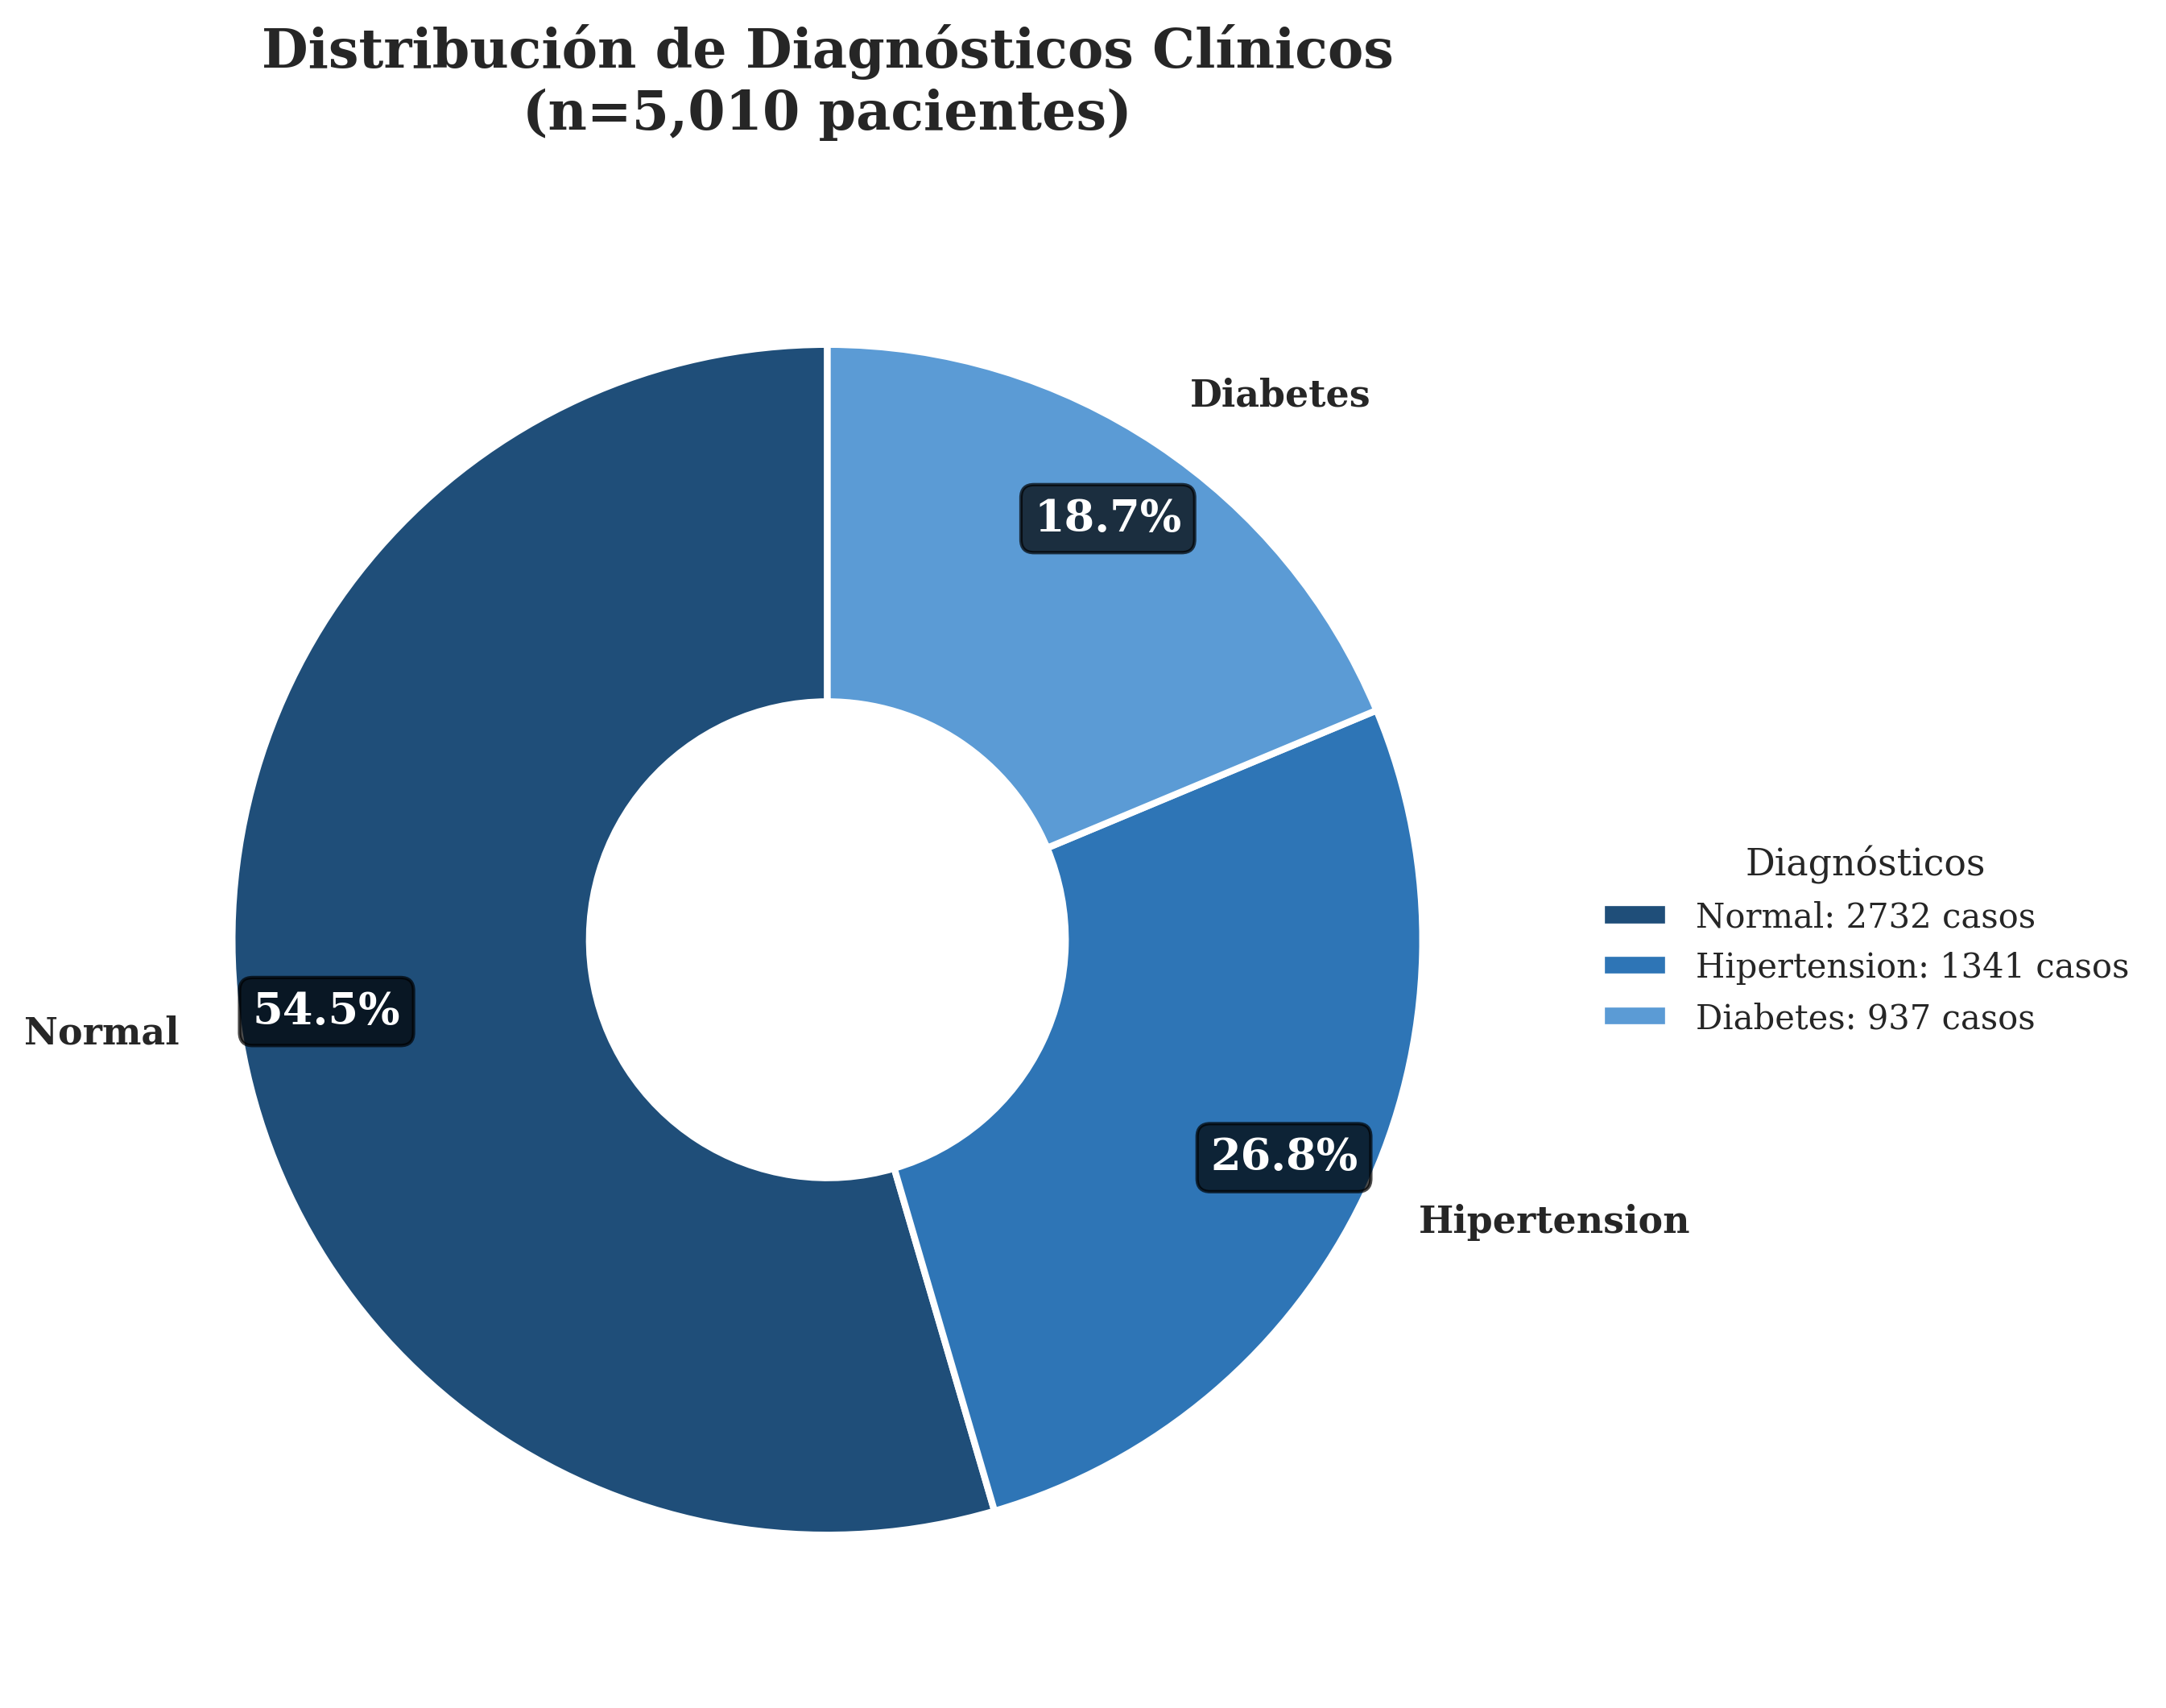 Distribución de Diagnósticos Clínicos
(n=5,010 pacientes)
Diabetes
18.7%
Diagnósticos
Normal: 2732 casos
Hipertension: 1341 casos
Diabetes: 937 casos
54.5%
Normal
26.8%
Hipertension